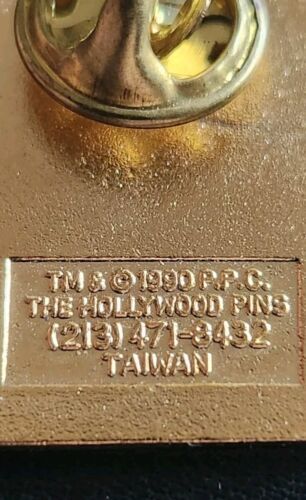 TM & © 1990 P.P.C.
THE HOLLYWOOD PINS
(213) 471-8432
TAIWAN